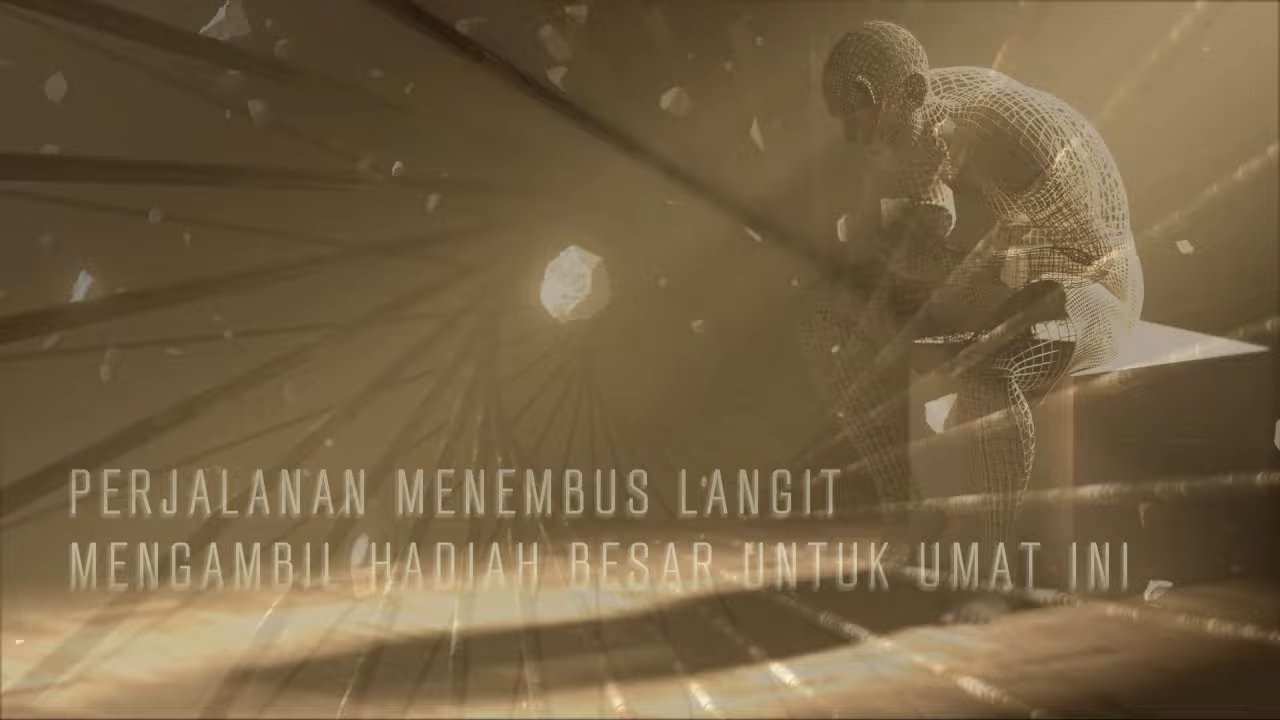 PERJALANAN MENEMBUS LANGIT
MENGAMBIL HADIAH BESAR UNTUK UMAT INI